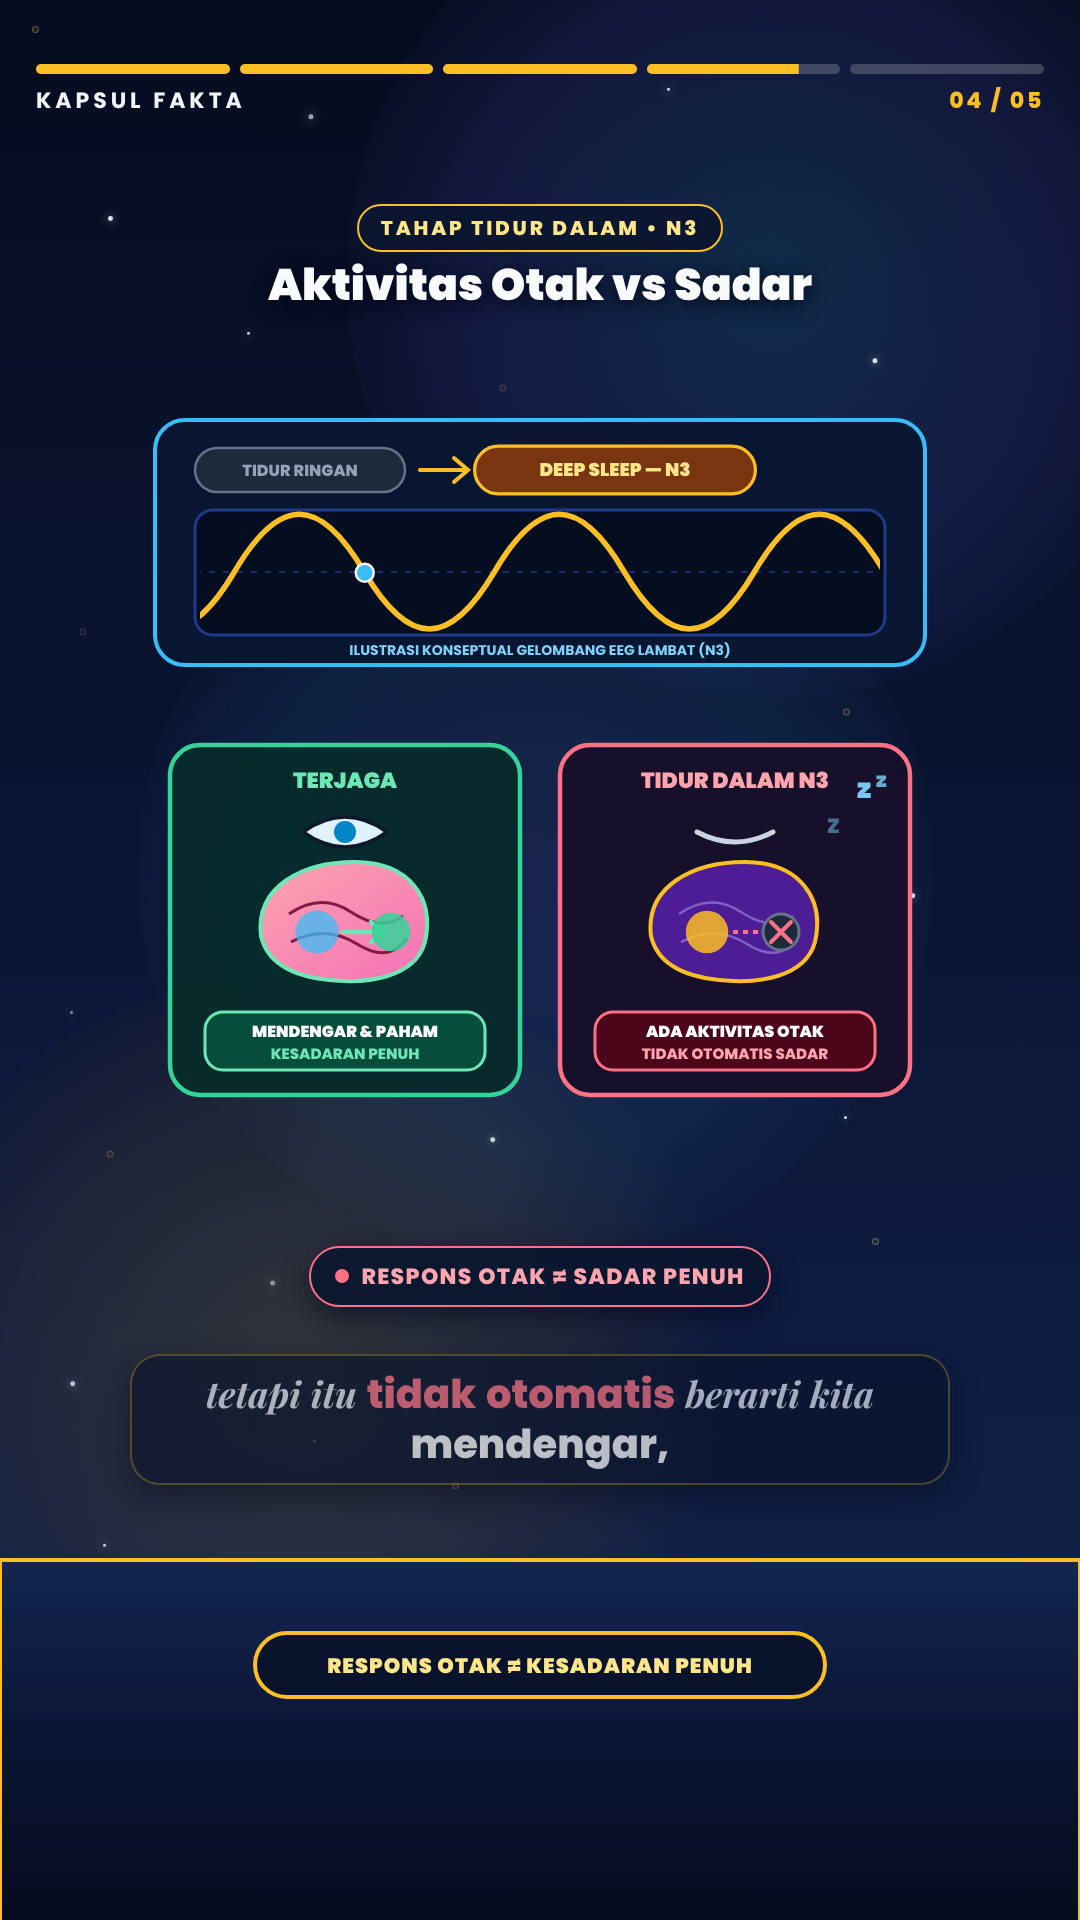 KAPSUL FAKTA
04 / 05
TAHAP TIDUR DALAM • N3
Aktivitas Otak vs Sadar
TIDUR RINGAN
DEEP SLEEP — N3
ILUSTRASI KONSEPTUAL GELOMBANG EEG LAMBAT (N3)
TERJAGA
TIDUR DALAM N3
z z
z
MENDENGAR & PAHAM
KESADARAN PENUH
ADA AKTIVITAS OTAK
TIDAK OTOMATIS SADAR
RESPONS OTAK ≠ SADAR PENUH
tetapi itu tidak otomatis berarti kita
mendengar,
RESPONS OTAK ≠ KESADARAN PENUH